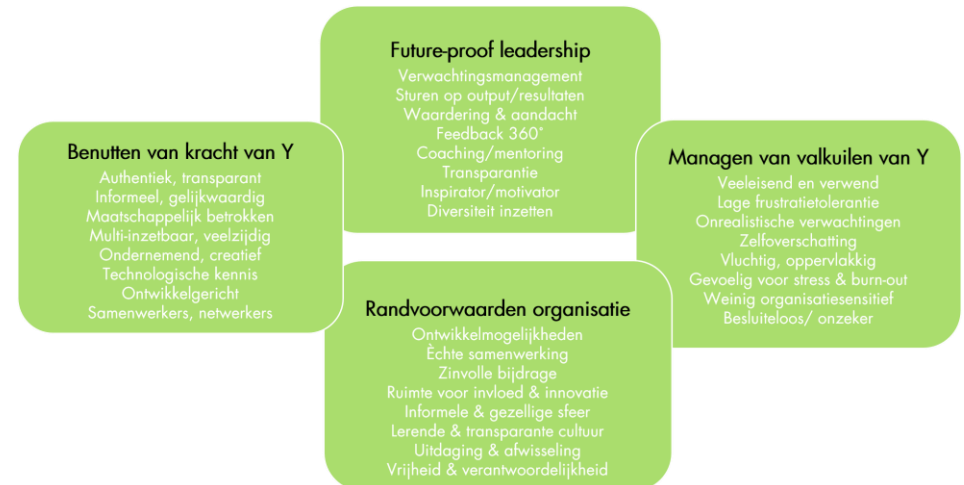 Future-proof leadership
Verwachtingsmanagement
Sturen op output/resultaten
Waardering & aandacht
Feedback 360°
Coaching/mentoring
Transparantie
Inspirator/motivator
Diversiteit inzetten
Benutten van kracht van Y
Authentiek, transparant
Informeel, gelijkwaardig
Maatschappelijk betrokken
Multi-inzetbaar, veelzijdig
Ondernemend, creatief
Technologische kennis
Ontwikkelgericht
Samenwerkers, netwerkers
Managen van valkuilen van Y
Veeleisend en verwend
Lage frustratietolerantie
Onrealistische verwachtingen
Zelfoverschatting
Vluchtig, oppervlakkig
Gevoelig voor stress & burn-out
Weinig organisatiesensitief
Besluiteloos/ onzeker
Randvoorwaarden organisatie
Ontwikkelmogelijkheden
Èchte samenwerking
Zinvolle bijdrage
Ruimte voor invloed & innovatie
Informele & gezellige sfeer
Lerende & transparante cultuur
Uitdaging & afwisseling
Vrijheid & verantwoordelijkheid